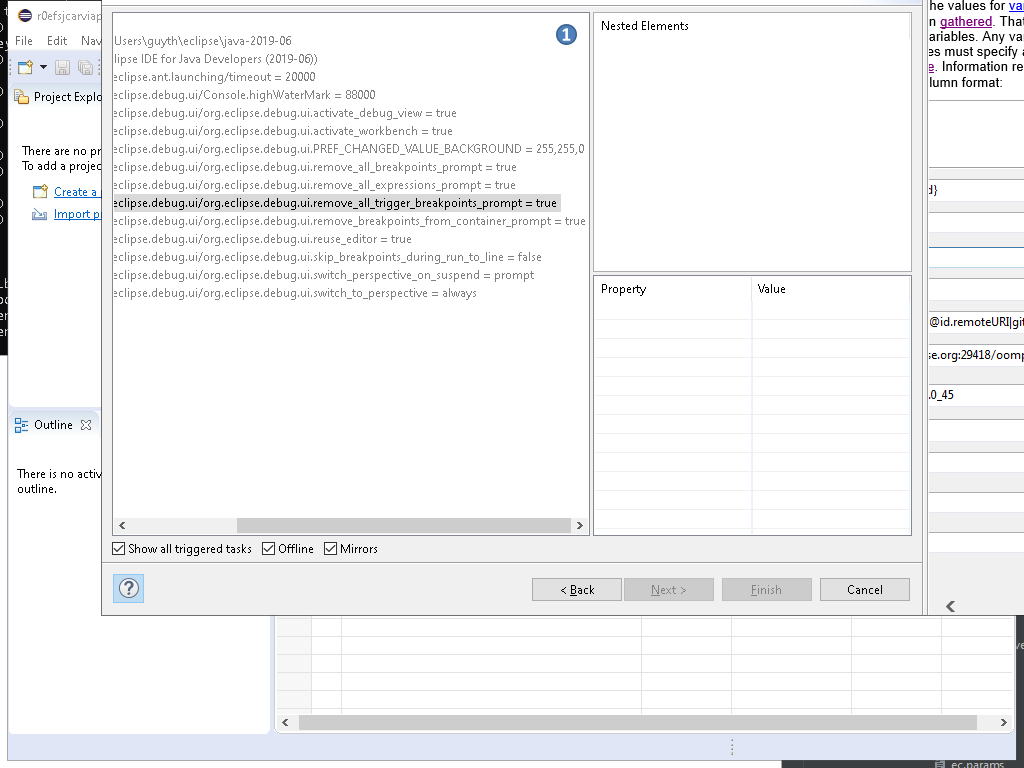 r0efsjcarviap
File Edit Nav
Project Explo
There are no pr
To add a projec
Create a
Import p
Outline
There is no activ
outline.
Users\guyth\eclipse\java-2019-06
lipse IDE for Java Developers (2019-06))
eclipse.ant.launching/timeout = 20000
eclipse.debug.ui/Console.highWaterMark = 88000
eclipse.debug.ui/org.eclipse.debug.ui.activate_debug_view = true
eclipse.debug.ui/org.eclipse.debug.ui.activate_workbench = true
eclipse.debug.ui/org.eclipse.debug.ui.PREF_CHANGED_VALUE_BACKGROUND = 255,255,0
eclipse.debug.ui/org.eclipse.debug.ui.remove_all_breakpoints_prompt = true
eclipse.debug.ui/org.eclipse.debug.ui.remove_all_expressions_prompt = true
eclipse.debug.ui/org.eclipse.debug.ui.remove_all_trigger_breakpoints_prompt = true
eclipse.debug.ui/org.eclipse.debug.ui.remove_breakpoints_from_container_prompt = true
eclipse.debug.ui/org.eclipse.debug.ui.reuse_editor = true
eclipse.debug.ui/org.eclipse.debug.ui.skip_breakpoints_during_run_to_line = false
eclipse.debug.ui/org.eclipse.debug.ui.switch_perspective_on_suspend = prompt
eclipse.debug.ui/org.eclipse.debug.ui.switch_to_perspective = always
1
Nested Elements
Property Value
Show all triggered tasks Offline Mirrors
?
< Back Next > Finish Cancel
he values for va
n gathered. That
ariables. Any va
es must specify a
e. Information re
lumn format:
d}
@id.remoteURI|git
se.org:29418/oomp
.0_45
ec.params